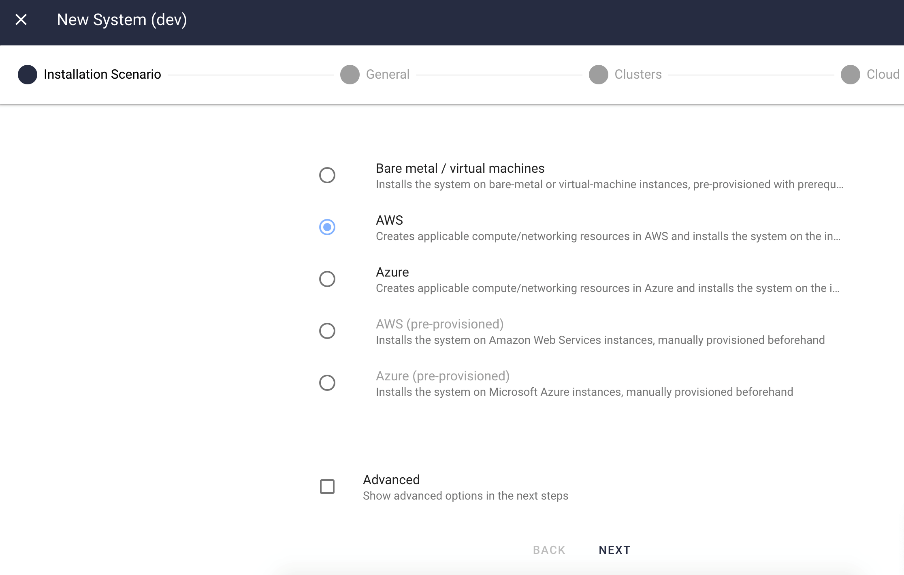 New System (dev)
Installation Scenario
General
Clusters
Cloud
Bare metal / virtual machines
Installs the system on bare-metal or virtual-machine instances, pre-provisioned with prerequ...
AWS
Creates applicable compute/networking resources in AWS and installs the system on the in...
Azure
Creates applicable compute/networking resources in Azure and installs the system on the i...
AWS (pre-provisioned)
Installs the system on Amazon Web Services instances, manually provisioned beforehand
Azure (pre-provisioned)
Installs the system on Microsoft Azure instances, manually provisioned beforehand
Advanced
Show advanced options in the next steps
BACK NEXT